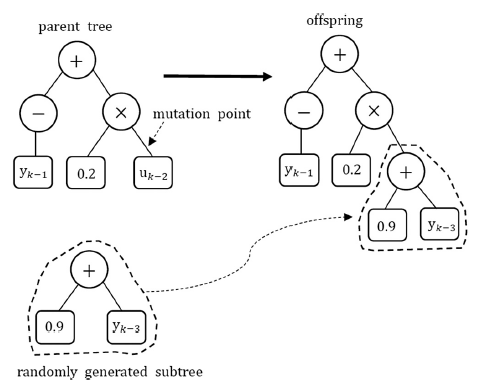 parent tree
offspring
+
+
−
×
mutation point
−
×
y_{k−1}
0.2
u_{k−2}
y_{k−1}
0.2
+
0.9
y_{k−3}
+
0.9
y_{k−3}
randomly generated subtree